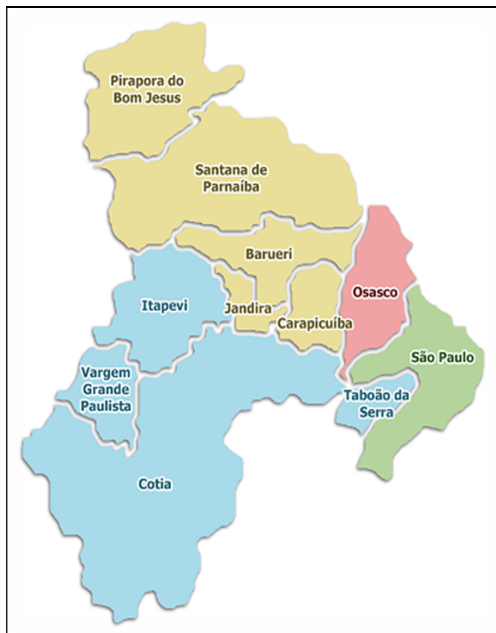 Pirapora do
Bom Jesus
Santana de
Parnaíba
Barueri
Osasco
Itapevi
Jandira
Carapicuíba
São Paulo
Vargem
Grande
Paulista
Taboão da
Serra
Cotia